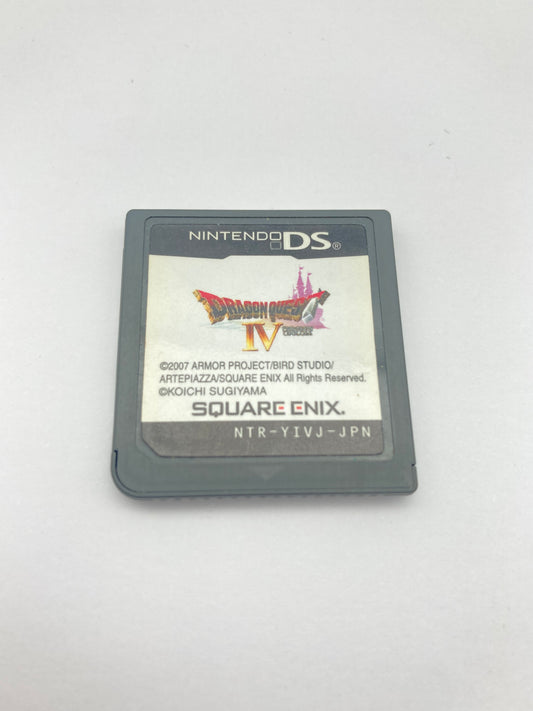 NINTENDO DS®
DRAGON QUEST
IV
©2007 ARMOR PROJECT/BIRD STUDIO/
ARTEPIAZZA/SQUARE ENIX All Rights Reserved.
©KOICHI SUGIYAMA
SQUARE ENIX.
NTR-YIVJ-JPN